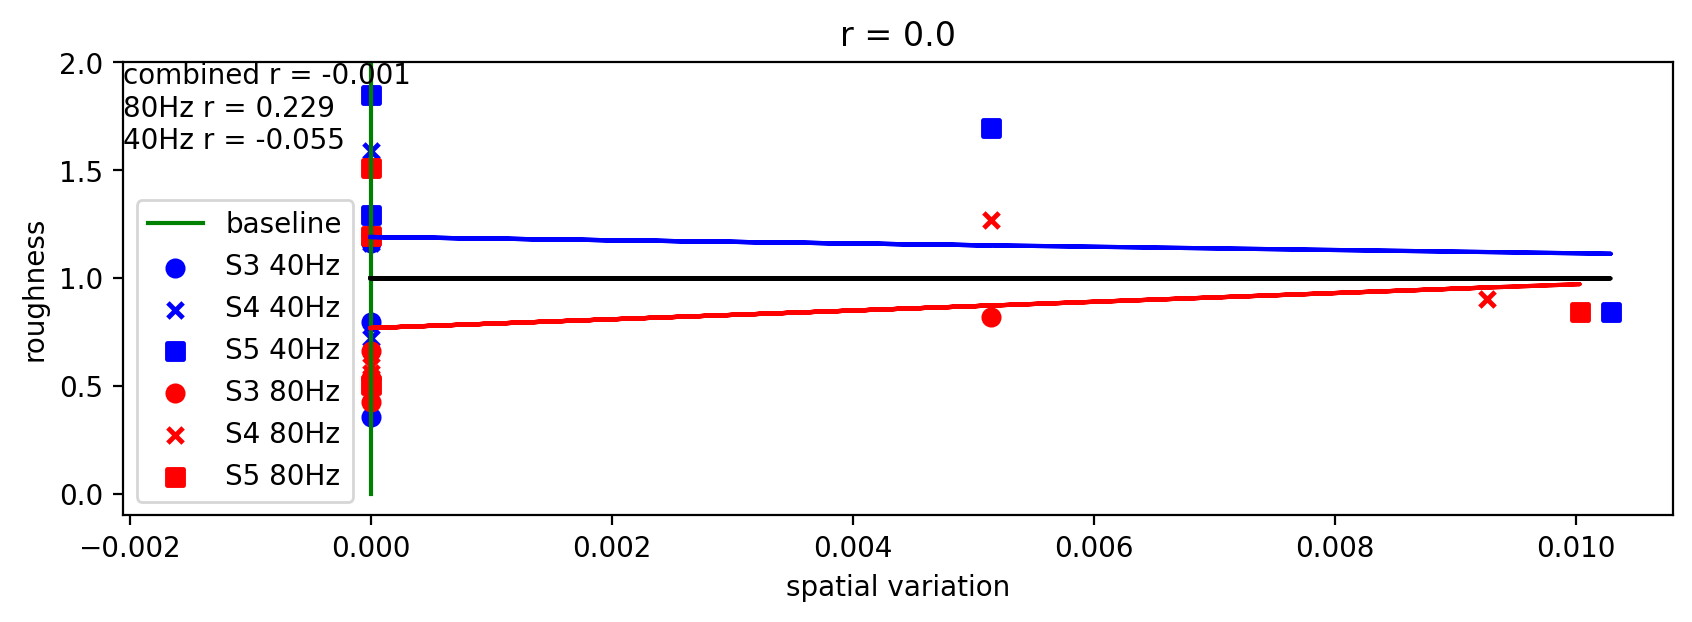 r = 0.0
combined r = -0.001
80Hz r = 0.229
40Hz r = -0.055
2.0
1.5
1.0
0.5
0.0
roughness
baseline
S3 40Hz
S4 40Hz
S5 40Hz
S3 80Hz
S4 80Hz
S5 80Hz
−0.002 0.000 0.002 0.004 0.006 0.008 0.010
spatial variation